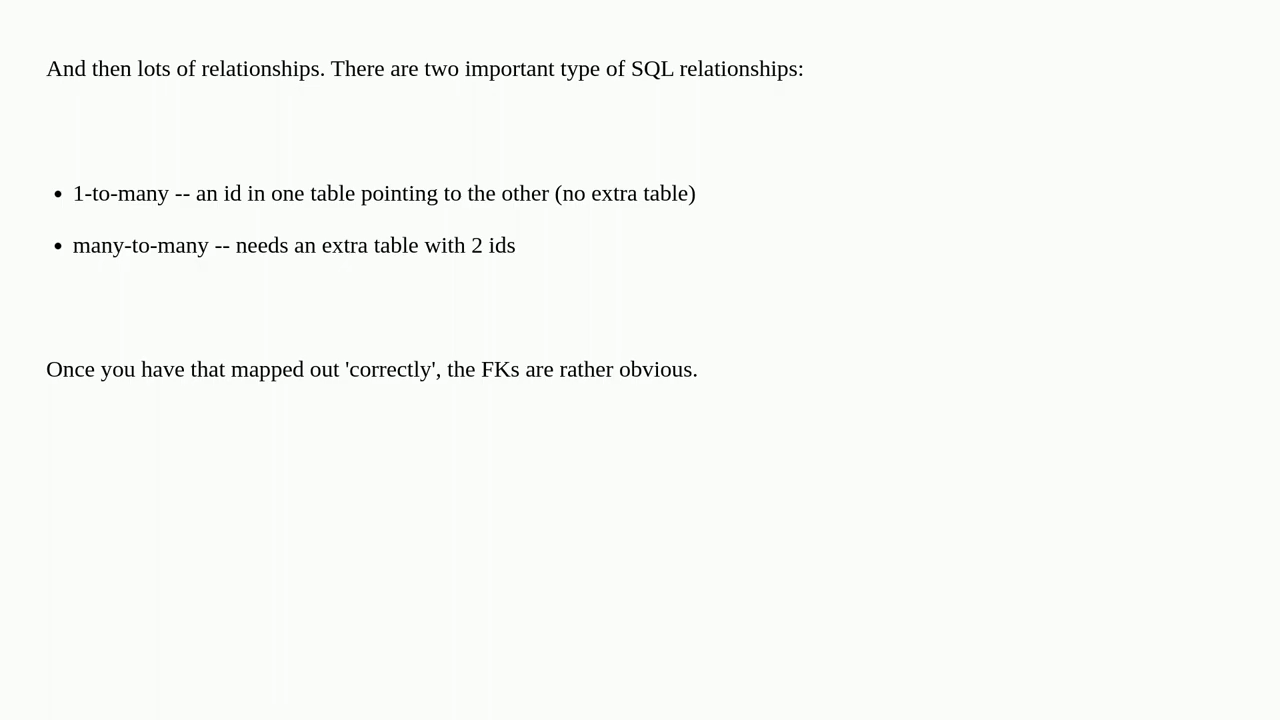 And then lots of relationships. There are two important type of SQL relationships:
• 1-to-many -- an id in one table pointing to the other (no extra table)
• many-to-many -- needs an extra table with 2 ids
Once you have that mapped out 'correctly', the FKs are rather obvious.